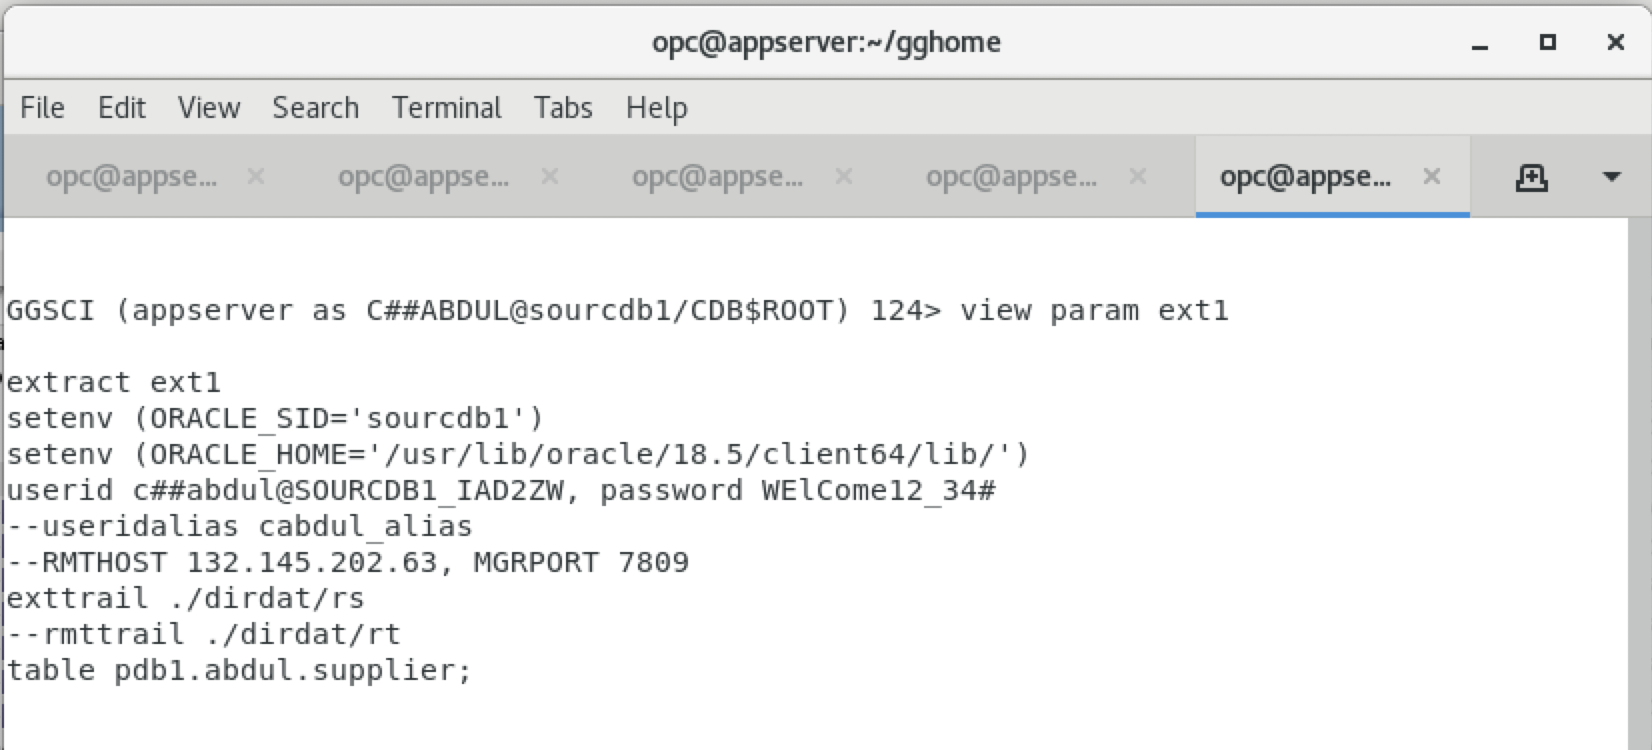 opc@appserver:~/gghome
File Edit View Search Terminal Tabs Help
opc@appse... opc@appse... opc@appse... opc@appse... opc@appse...
GGSCI (appserver as C##ABDUL@sourcdb1/CDB$ROOT) 124> view param ext1
extract ext1
setenv (ORACLE_SID='sourcdb1')
setenv (ORACLE_HOME='/usr/lib/oracle/18.5/client64/lib/')
userid c##abdul@SOURCDB1_IAD2ZW, password WElCome12_34#
--useridalias cabdul_alias
--RMTHOST 132.145.202.63, MGRPORT 7809
exttrail ./dirdat/rs
--rmttrail ./dirdat/rt
table pdb1.abdul.supplier;